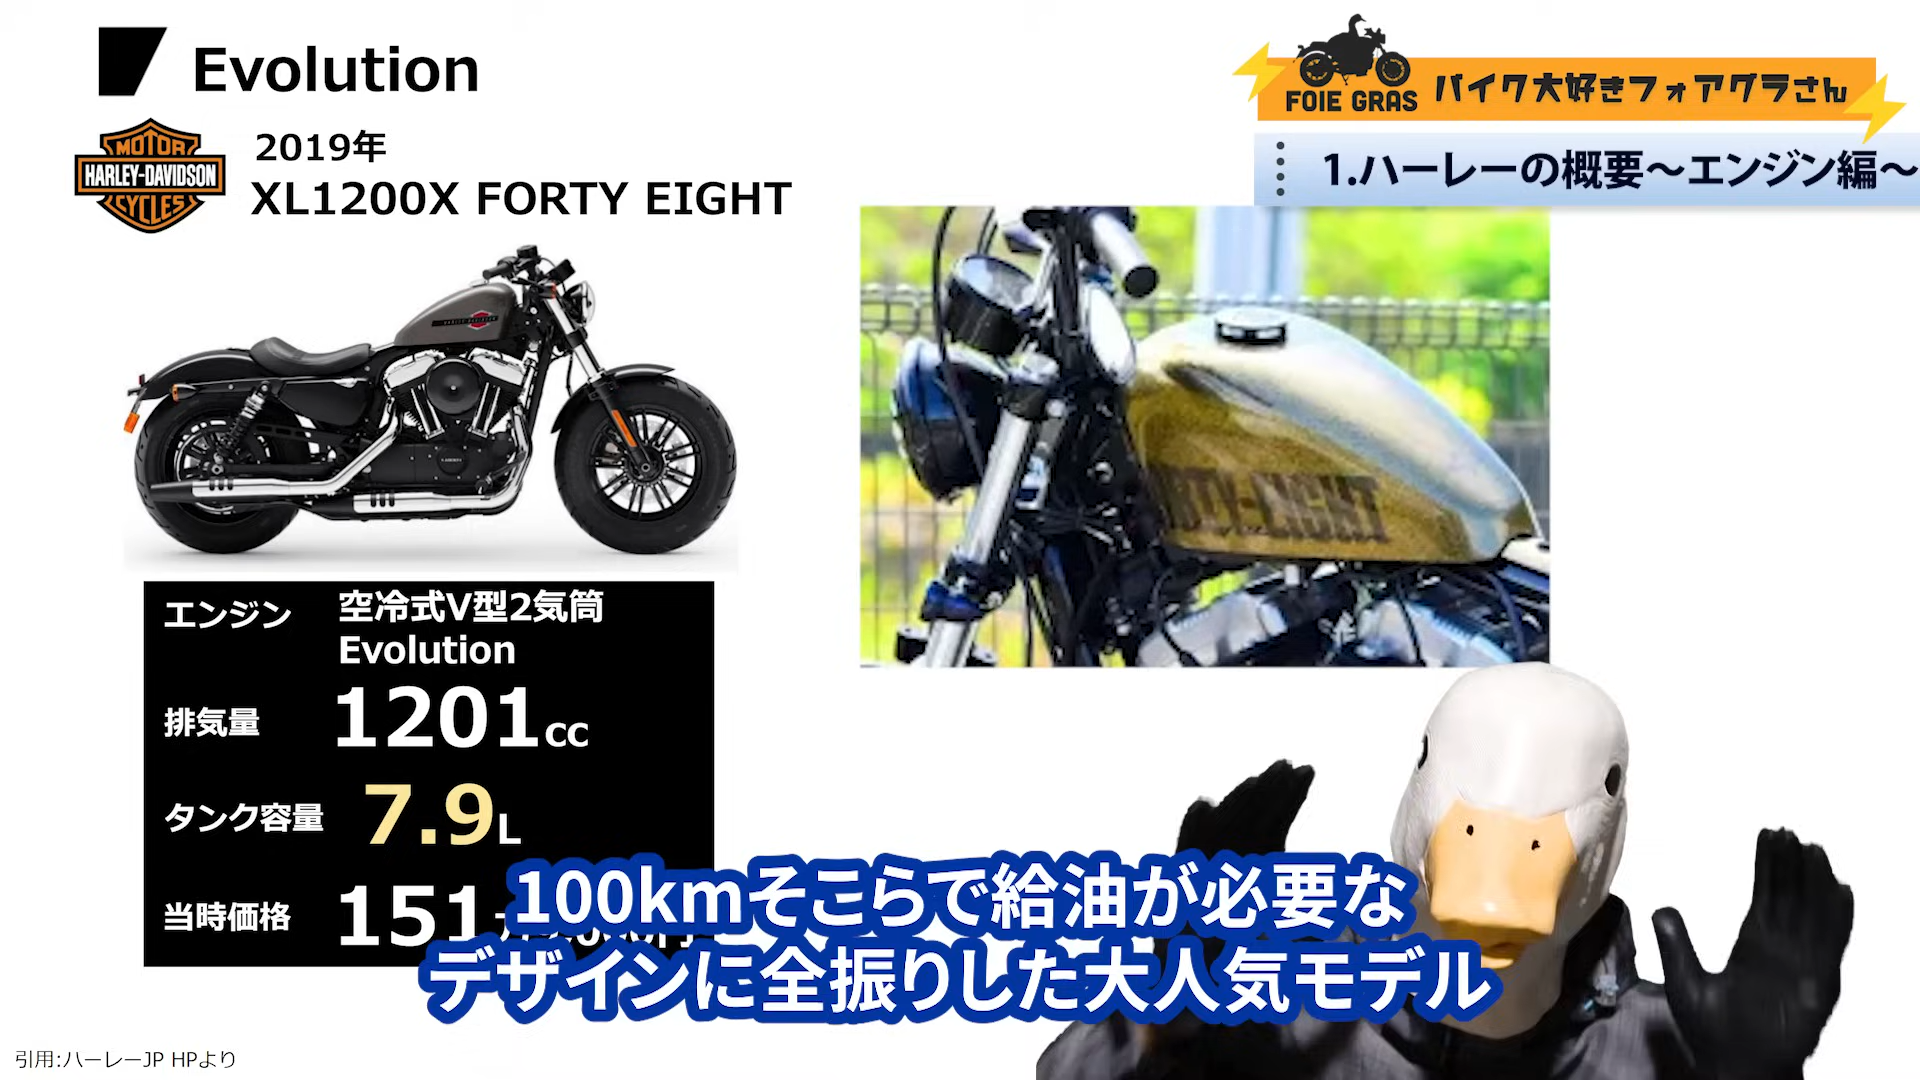 Evolution
FOIE GRAS
バイク大好きフォアグラさん
1.ハーレーの概要～エンジン編～
MOTOR
HARLEY-DAVIDSON
CYCLES
2019年
XL1200X FORTY EIGHT
エンジン
空冷式V型2気筒
Evolution
排気量
1201cc
タンク容量
7.9L
当時価格
151
100kmそこらで給油が必要な
デザインに全振りした大人気モデル
引用:ハーレーJP HPより